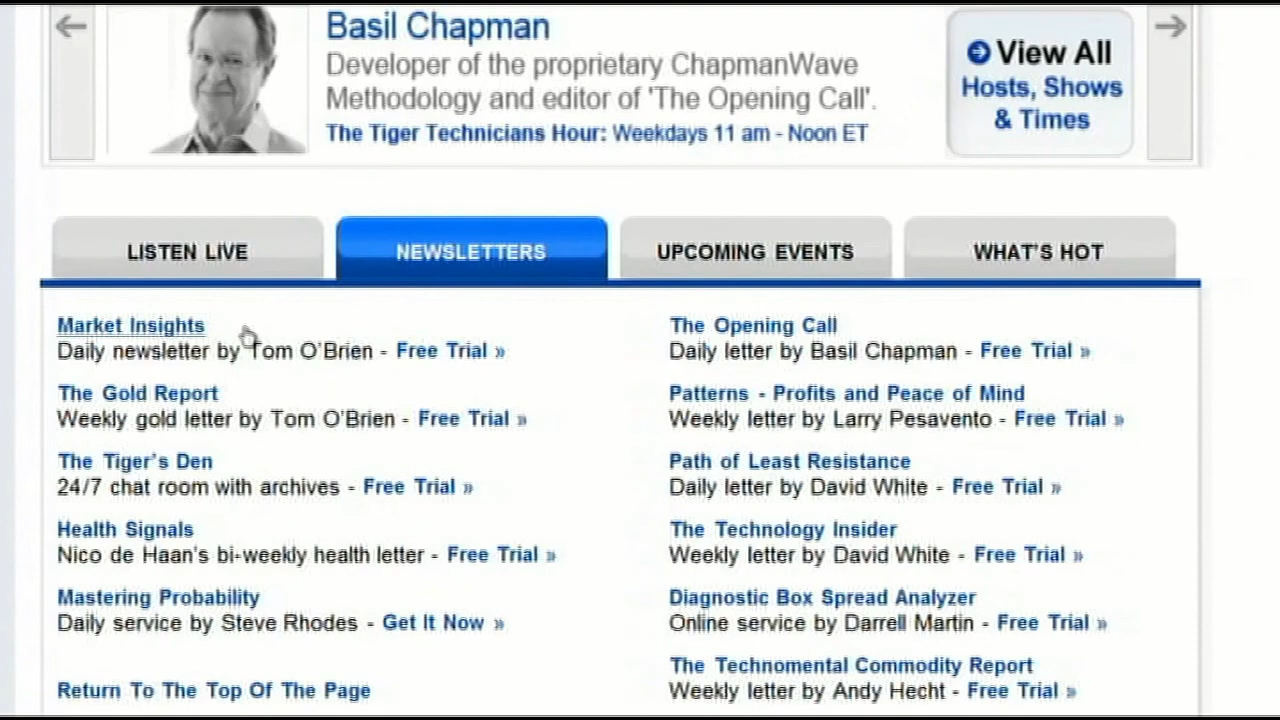 Basil Chapman
Developer of the proprietary ChapmanWave
Methodology and editor of 'The Opening Call'.
The Tiger Technicians Hour: Weekdays 11 am - Noon ET
View All
Hosts, Shows
& Times
LISTEN LIVE
NEWSLETTERS
UPCOMING EVENTS
WHAT'S HOT
Market Insights
Daily newsletter by Tom O'Brien - Free Trial »
The Gold Report
Weekly gold letter by Tom O'Brien - Free Trial »
The Tiger's Den
24/7 chat room with archives - Free Trial »
Health Signals
Nico de Haan's bi-weekly health letter - Free Trial »
Mastering Probability
Daily service by Steve Rhodes - Get It Now »
Return To The Top Of The Page
The Opening Call
Daily letter by Basil Chapman - Free Trial »
Patterns - Profits and Peace of Mind
Weekly letter by Larry Pesavento - Free Trial »
Path of Least Resistance
Daily letter by David White - Free Trial »
The Technology Insider
Weekly letter by David White - Free Trial »
Diagnostic Box Spread Analyzer
Online service by Darrell Martin - Free Trial »
The Technomental Commodity Report
Weekly letter by Andy Hecht - Free Trial »